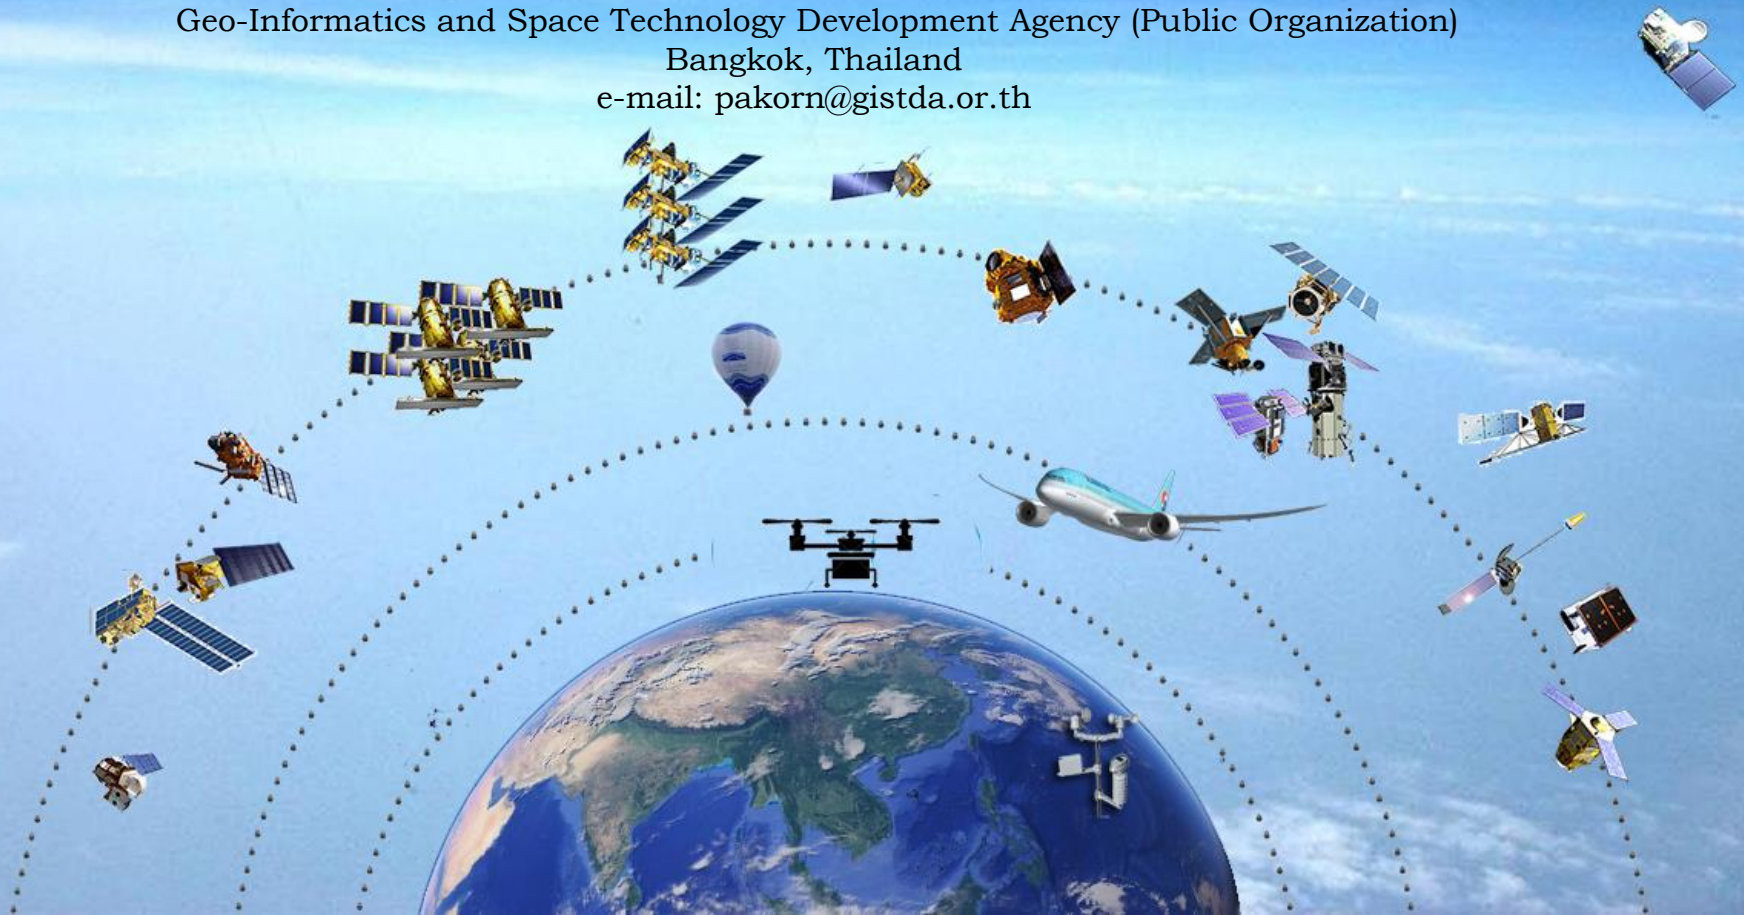 Geo-Informatics and Space Technology Development Agency (Public Organization)
Bangkok, Thailand
e-mail: pakorn@gistda.or.th